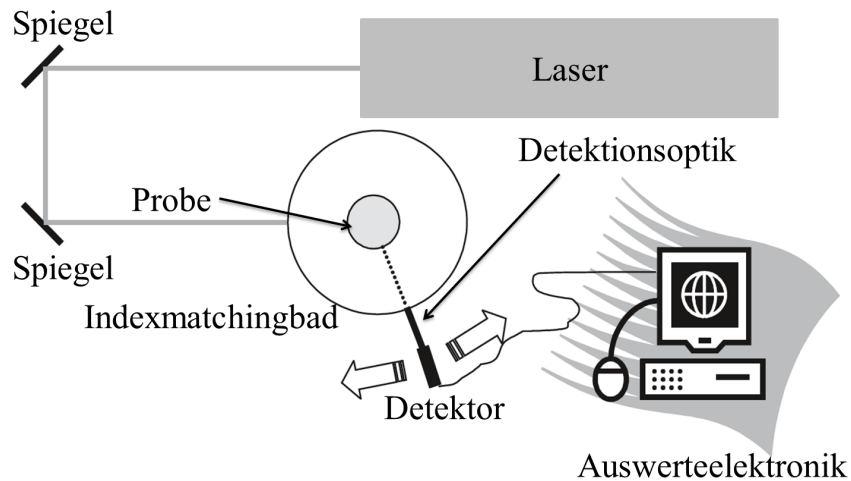 Spiegel
Laser
Detektionsoptik
Probe
Spiegel
Indexmatchingbad
Detektor
Auswerteelektronik